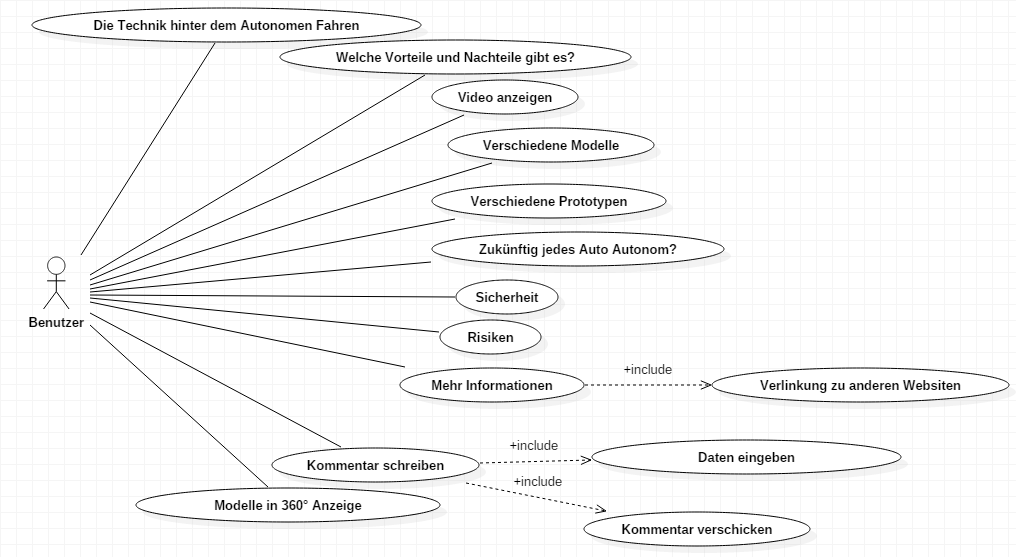 Die Technik hinter dem Autonomen Fahren
Welche Vorteile und Nachteile gibt es?
Video anzeigen
Verschiedene Modelle
Verschiedene Prototypen
Zukünftig jedes Auto Autonom?
Sicherheit
Benutzer
Risiken
+include
Mehr Informationen
Verlinkung zu anderen Websiten
+include
Kommentar schreiben
Daten eingeben
+include
Modelle in 360° Anzeige
Kommentar verschicken